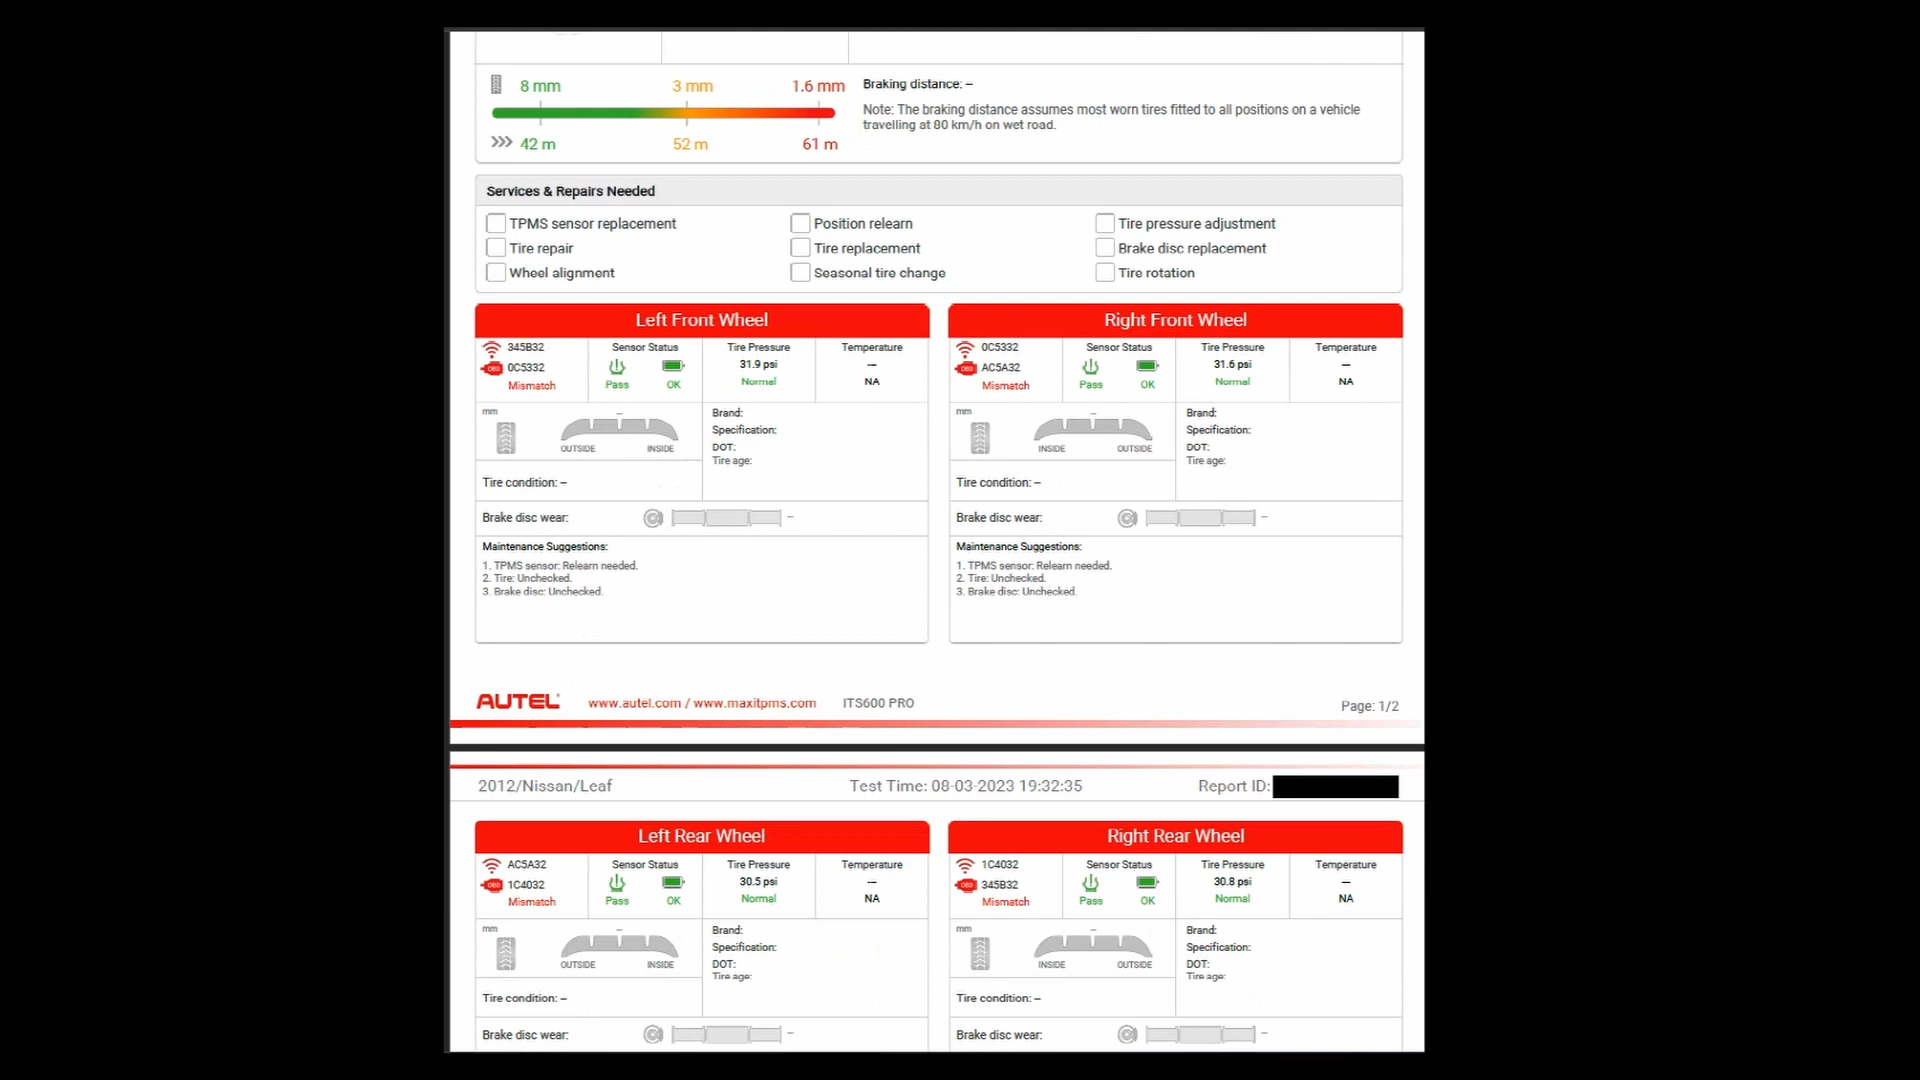 8 mm 3 mm 1.6 mm Braking distance: –
Note: The braking distance assumes most worn tires fitted to all positions on a vehicle
travelling at 80 km/h on wet road.
42 m 52 m 61 m
Services & Repairs Needed
TPMS sensor replacement Position relearn Tire pressure adjustment
Tire repair Tire replacement Brake disc replacement
Wheel alignment Seasonal tire change Tire rotation
Left Front Wheel
345B32 Sensor Status Tire Pressure Temperature
OBD 0C5332 31.9 psi —
Mismatch Pass OK Normal NA
mm – Brand:
Specification:
OUTSIDE INSIDE DOT:
Tire age:
Tire condition: –
Brake disc wear: –
Maintenance Suggestions:
1. TPMS sensor: Relearn needed.
2. Tire: Unchecked.
3. Brake disc: Unchecked.
Right Front Wheel
0C5332 Sensor Status Tire Pressure Temperature
OBD AC5A32 31.6 psi —
Mismatch Pass OK Normal NA
mm – Brand:
Specification:
INSIDE OUTSIDE DOT:
Tire age:
Tire condition: –
Brake disc wear: –
Maintenance Suggestions:
1. TPMS sensor: Relearn needed.
2. Tire: Unchecked.
3. Brake disc: Unchecked.
AUTEL www.autel.com / www.maxitpms.com ITS600 PRO Page: 1/2
2012/Nissan/Leaf Test Time: 08-03-2023 19:32:35 Report ID:
Left Rear Wheel
AC5A32 Sensor Status Tire Pressure Temperature
OBD 1C4032 30.5 psi —
Mismatch Pass OK Normal NA
mm – Brand:
Specification:
OUTSIDE INSIDE DOT:
Tire age:
Tire condition: –
Brake disc wear: –
Right Rear Wheel
1C4032 Sensor Status Tire Pressure Temperature
OBD 345B32 30.8 psi —
Mismatch Pass OK Normal NA
mm – Brand:
Specification:
INSIDE OUTSIDE DOT:
Tire age:
Tire condition: –
Brake disc wear: –